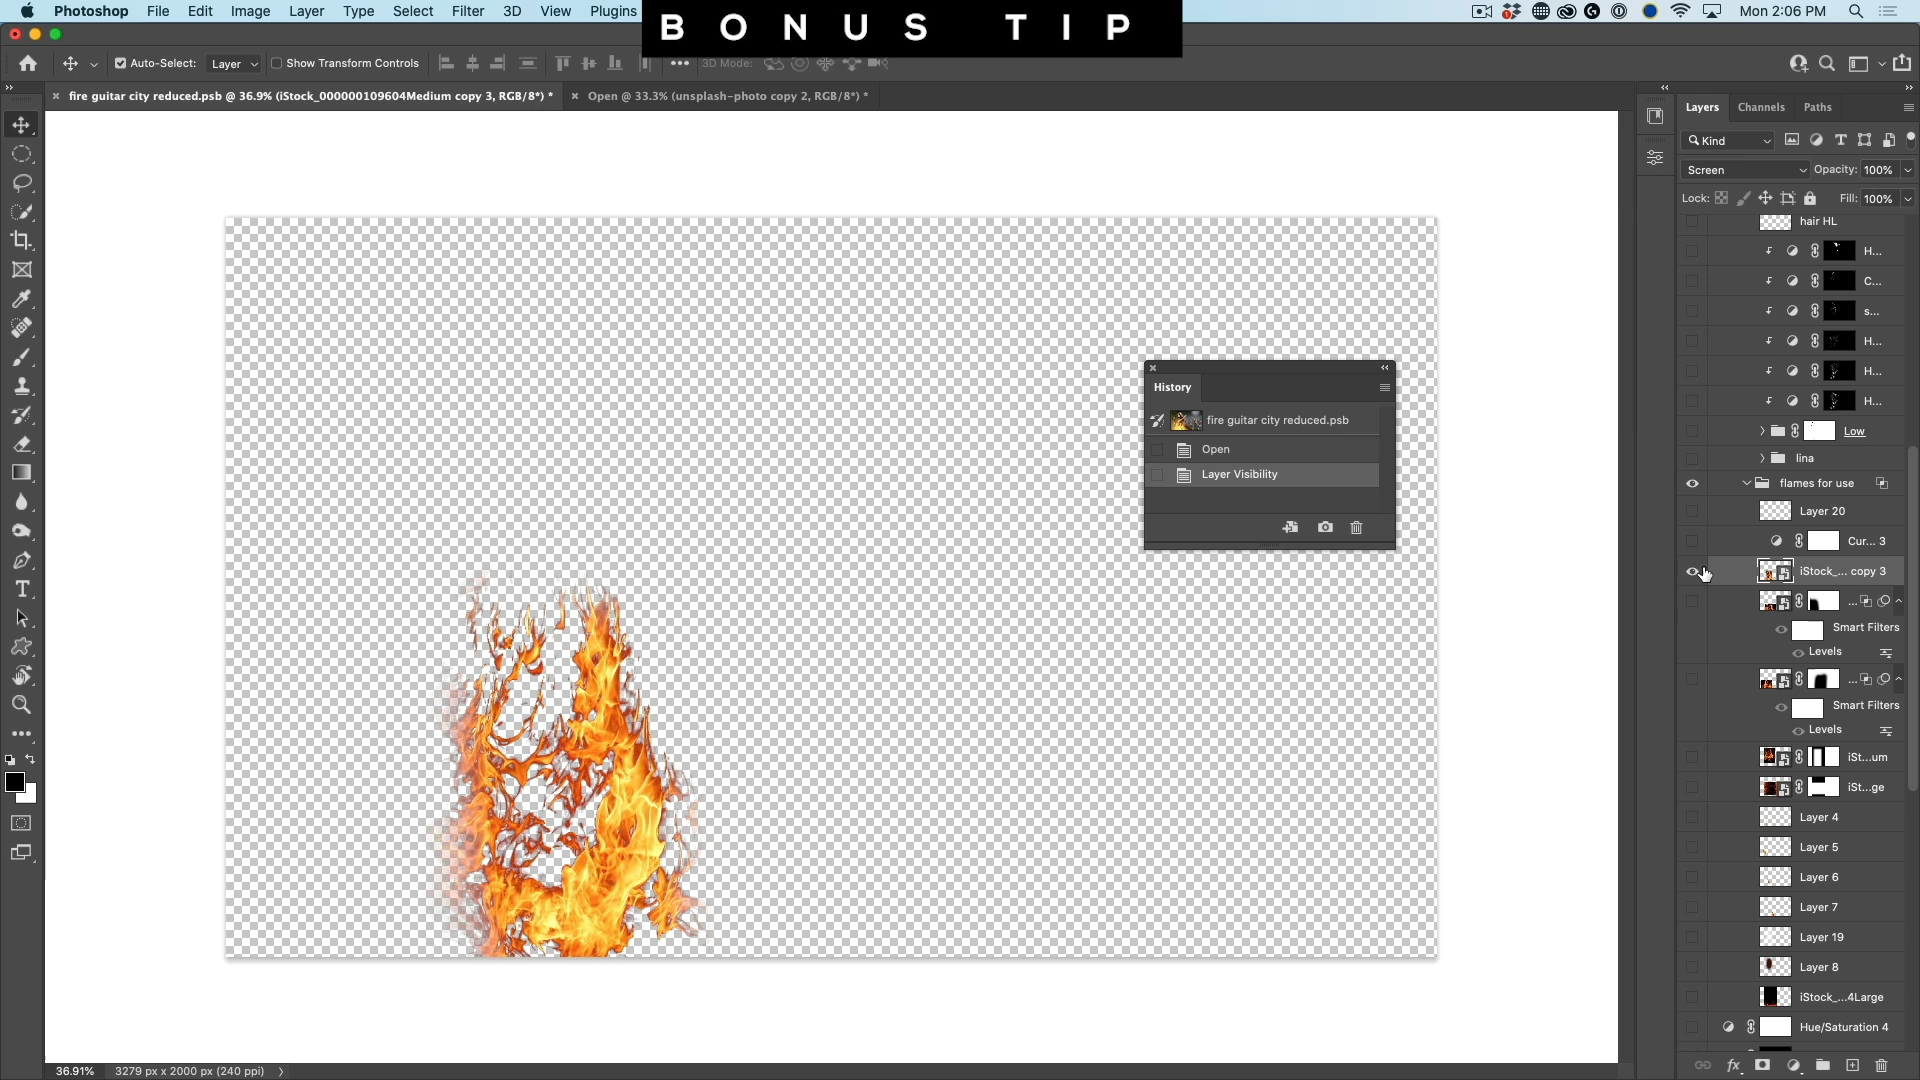 Photoshop File Edit Image Layer Type Select Filter 3D View Plugins
BONUS TIP
Mon 2:06 PM
Auto-Select: Layer Show Transform Controls 3D Mode:
fire guitar city reduced.psb @ 36.9% (iStock_000000109604Medium copy 3, RGB/8*) *
Open @ 33.3% (unsplash-photo copy 2, RGB/8*) *
Layers Channels Paths
Kind
Screen Opacity: 100%
Lock: Fill: 100%
hair HL
H...
C...
s...
H...
H...
H...
Low
lina
flames for use
Layer 20
Cur... 3
iStock_... copy 3
...
Smart Filters
Levels
...
Smart Filters
Levels
iSt...um
iSt...ge
Layer 4
Layer 5
Layer 6
Layer 7
Layer 19
Layer 8
iStock_...4Large
Hue/Saturation 4
fx
History
fire guitar city reduced.psb
Open
Layer Visibility
36.91% 3279 px x 2000 px (240 ppi)